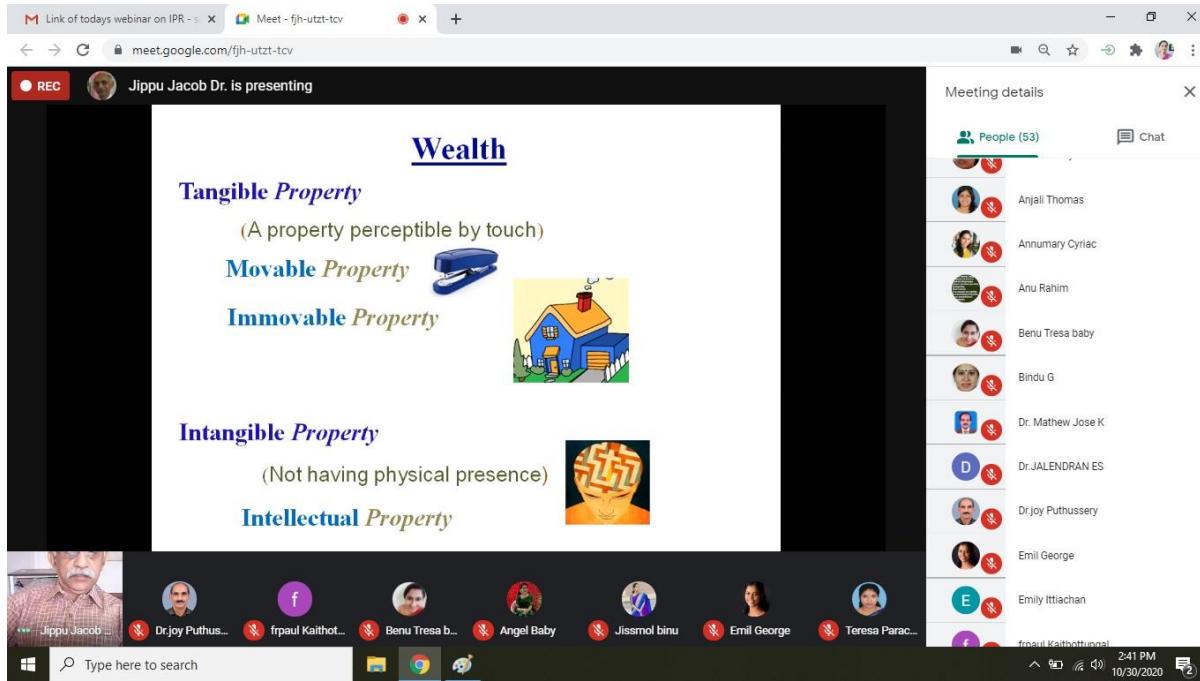 Link of todays webinar on IPR - s
Meet - fjh-utzt-tcv
meet.google.com/fjh-utzt-tcv
REC
Jippu Jacob Dr. is presenting
Wealth
Tangible Property
(A property perceptible by touch)
Movable Property
Immovable Property
Intangible Property
(Not having physical presence)
Intellectual Property
Meeting details
People (53)
Chat
Anjali Thomas
Annumary Cyriac
Anu Rahim
Benu Tresa baby
Bindu G
Dr. Mathew Jose K
D
Dr.JALENDRAN ES
Dr.joy Puthussery
Emil George
E
Emily Ittiachan
f
frpaul Kaithottungal
Jippu Jacob ...
Dr.joy Puthus...
f
frpaul Kaithot...
Benu Tresa b...
Angel Baby
Jissmol binu
Emil George
Teresa Parac...
Type here to search
2:41 PM
10/30/2020
2